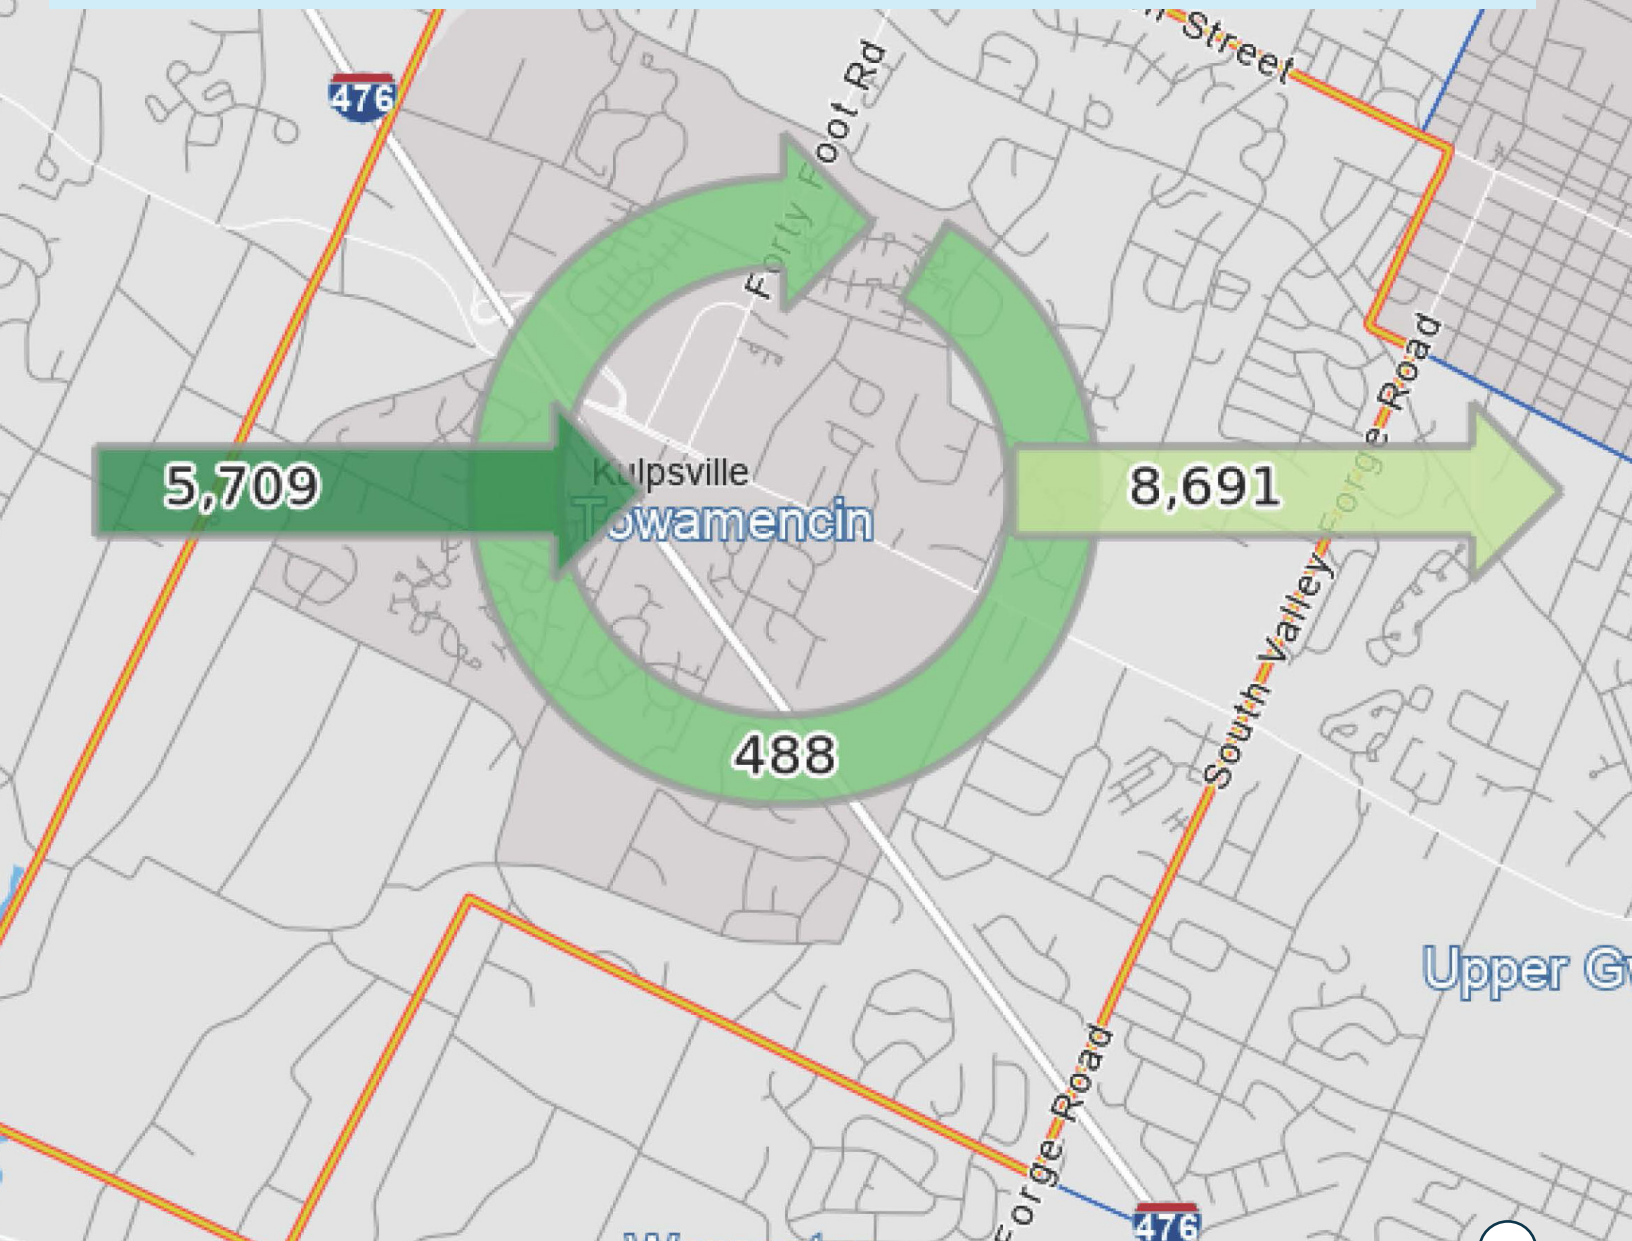 Street
476
Forty Foot Rd
5,709
Kulpsville
Towamencin
8,691
South Valley Forge Road
488
Upper
Forge Road
476